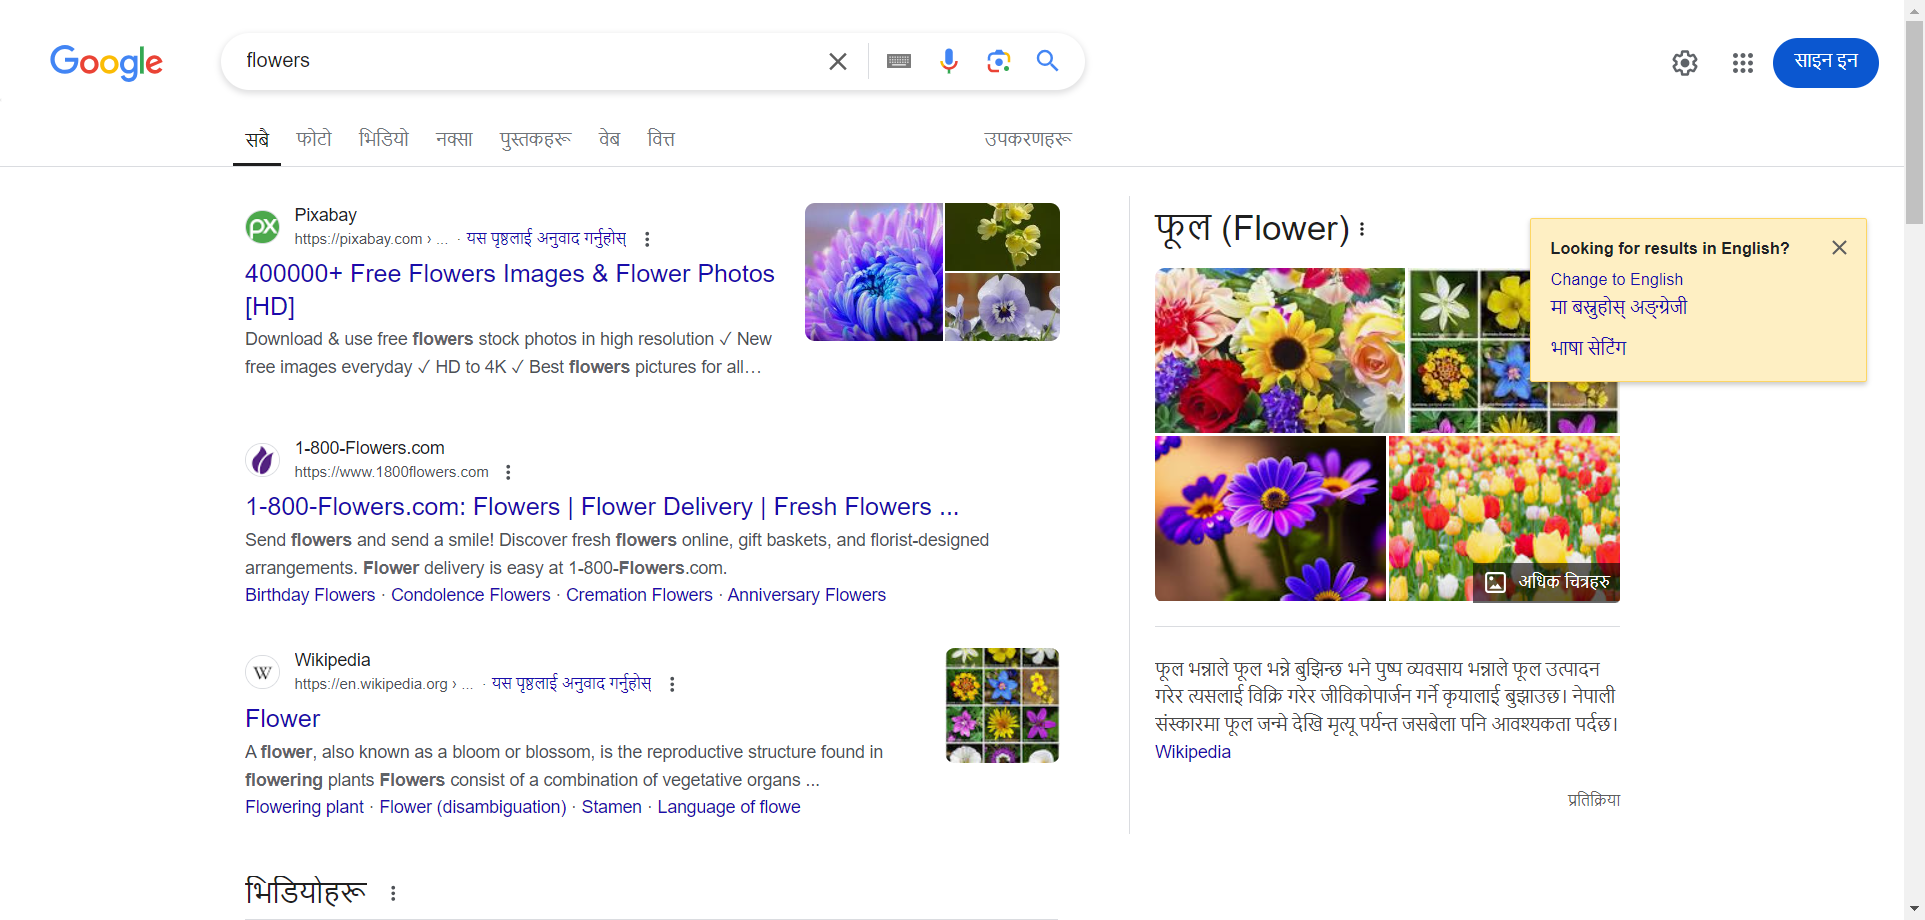 Google
flowers
साइन इन
सबै फोटो भिडियो नक्सा पुस्तकहरू वेब वित्त उपकरणहरू
Pixabay
https://pixabay.com › ... · यस पृष्ठलाई अनुवाद गर्नुहोस्
400000+ Free Flowers Images & Flower Photos
[HD]
Download & use free flowers stock photos in high resolution ✓ New
free images everyday ✓ HD to 4K ✓ Best flowers pictures for all...
1-800-Flowers.com
https://www.1800flowers.com
1-800-Flowers.com: Flowers | Flower Delivery | Fresh Flowers ...
Send flowers and send a smile! Discover fresh flowers online, gift baskets, and florist-designed
arrangements. Flower delivery is easy at 1-800-Flowers.com.
Birthday Flowers · Condolence Flowers · Cremation Flowers · Anniversary Flowers
W
Wikipedia
https://en.wikipedia.org › ... · यस पृष्ठलाई अनुवाद गर्नुहोस्
Flower
A flower, also known as a bloom or blossom, is the reproductive structure found in
flowering plants Flowers consist of a combination of vegetative organs ...
Flowering plant · Flower (disambiguation) · Stamen · Language of flowe
भिडियोहरू
फूल (Flower)
Looking for results in English?
Change to English
मा बस्नुहोस् अङ्ग्रेजी
भाषा सेटिंग
अधिक चित्रहरु
फूल भन्नाले फूल भन्ने बुझिन्छ भने पुष्प व्यवसाय भन्नाले फूल उत्पादन
गरेर त्यसलाई विक्रि गरेर जीविकोपार्जन गर्ने कृयालाई बुझाउछ। नेपाली
संस्कारमा फूल जन्मे देखि मृत्यू पर्यन्त जसबेला पनि आवश्यकता पर्दछ।
Wikipedia
प्रतिक्रिया